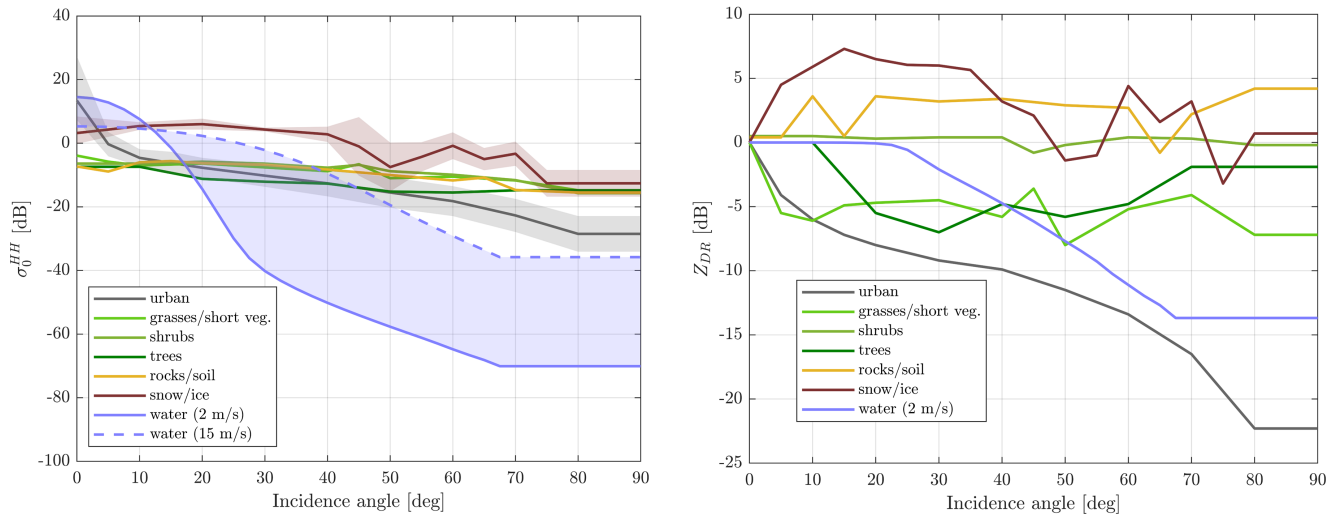 40
20
0
-20
-40
-60
-80
-100
σ₀ᴴᴴ [dB]
urban
grasses/short veg.
shrubs
trees
rocks/soil
snow/ice
water (2 m/s)
water (15 m/s)
0 10 20 30 40 50 60 70 80 90
Incidence angle [deg]
10
5
0
-5
-10
-15
-20
-25
Z_DR [dB]
urban
grasses/short veg.
shrubs
trees
rocks/soil
snow/ice
water (2 m/s)
0 10 20 30 40 50 60 70 80 90
Incidence angle [deg]